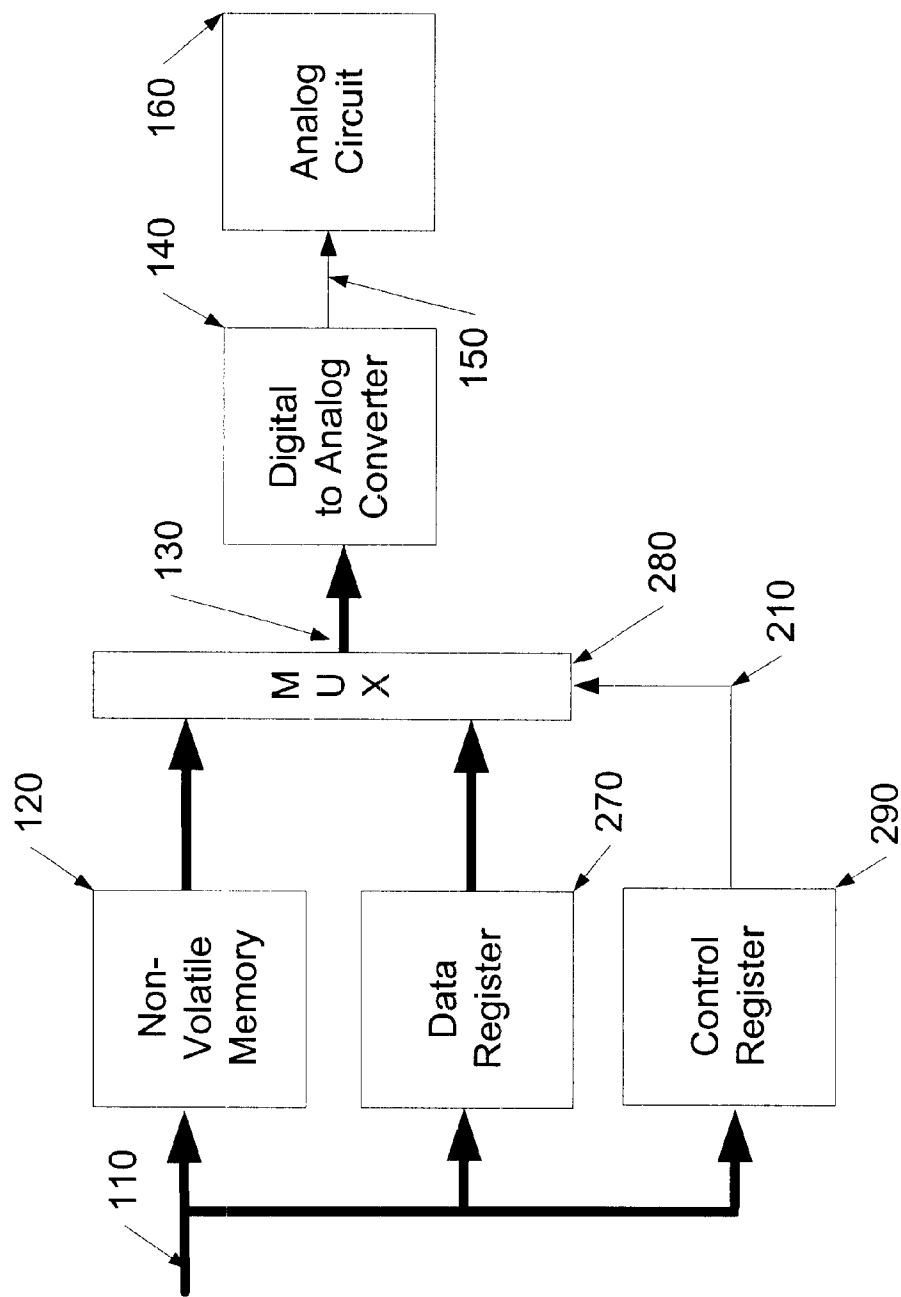 110
120
Non-
Volatile
Memory
Data
Register
270
Control
Register
290
M
U
X
130
280
210
Digital
to Analog
Converter
140
150
Analog
Circuit
160